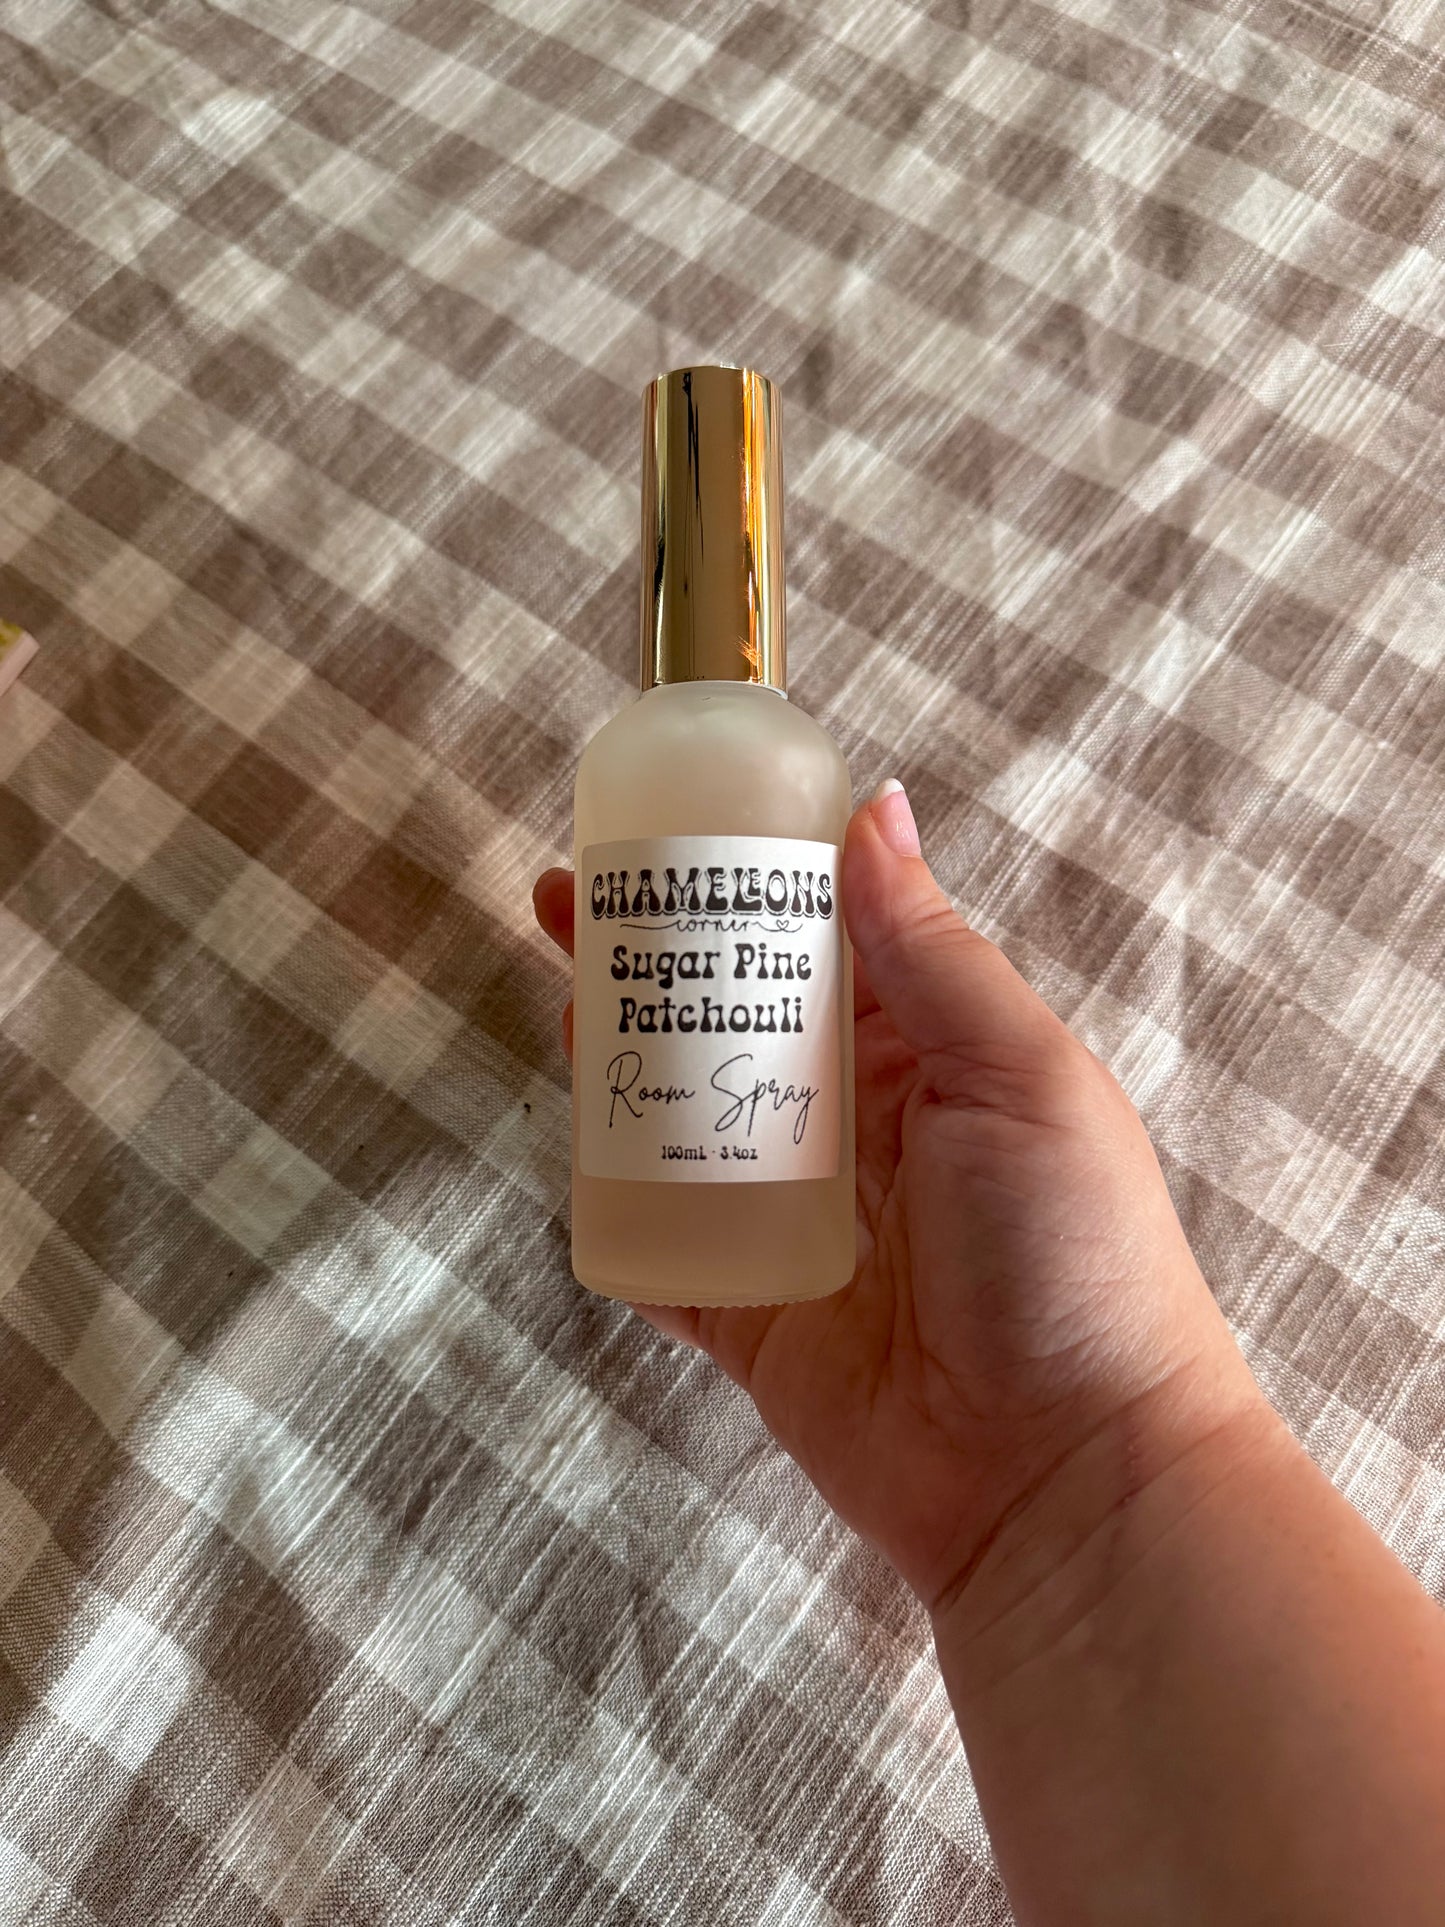 CHAMELEONS
corner
Sugar Pine
Patchouli
Room Spray
100mL · 3.4oz